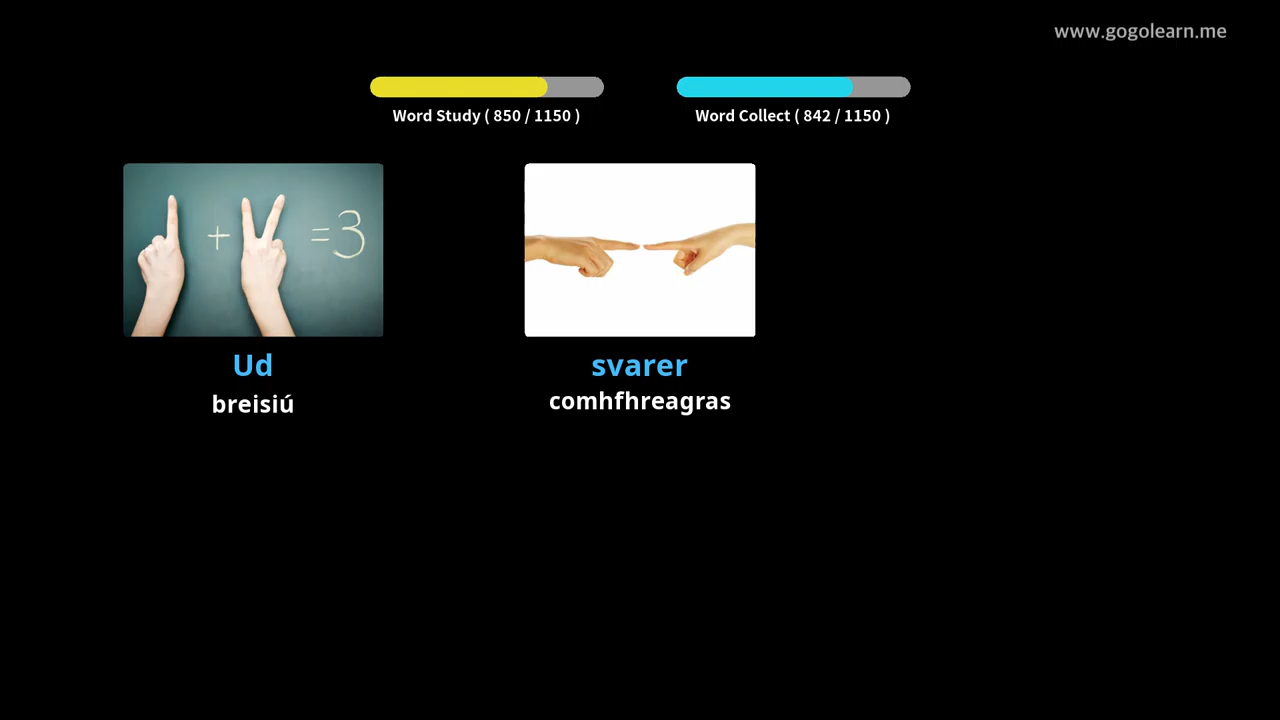 www.gogolearn.me
Word Study ( 850 / 1150 )
Word Collect ( 842 / 1150 )
+ =3
Ud
breisiú
svarer
comhfhreagras